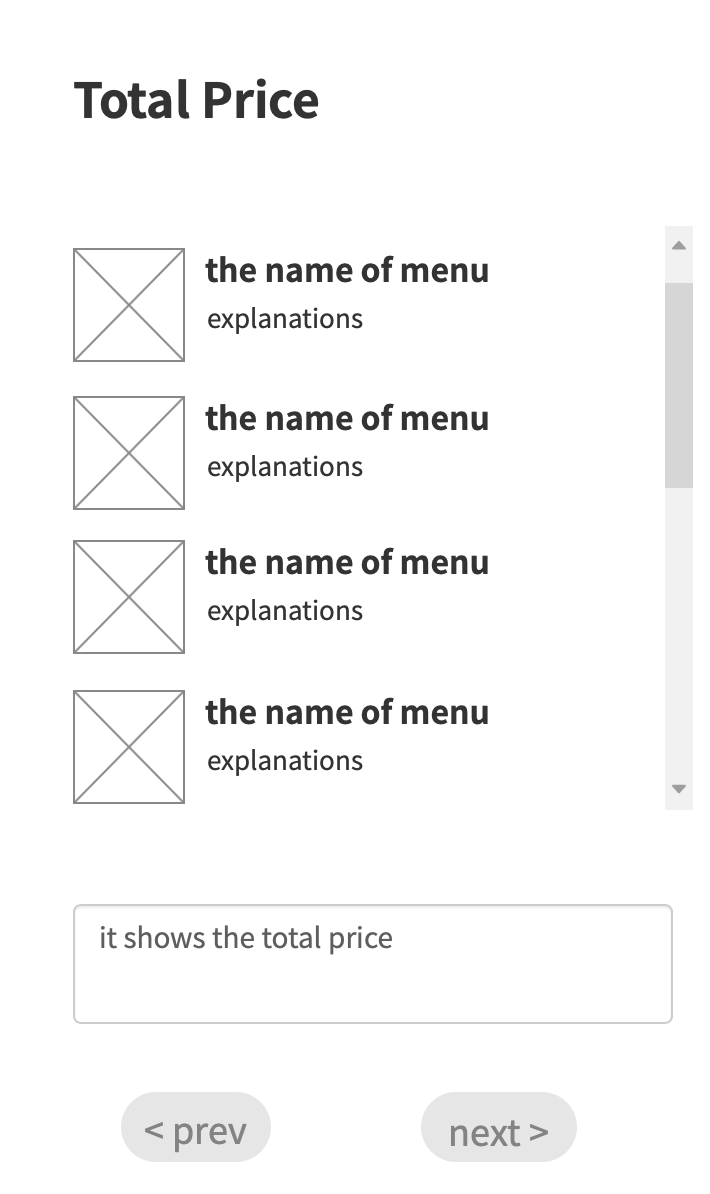 Total Price
the name of menu
explanations
the name of menu
explanations
the name of menu
explanations
the name of menu
explanations
it shows the total price
< prev
next >